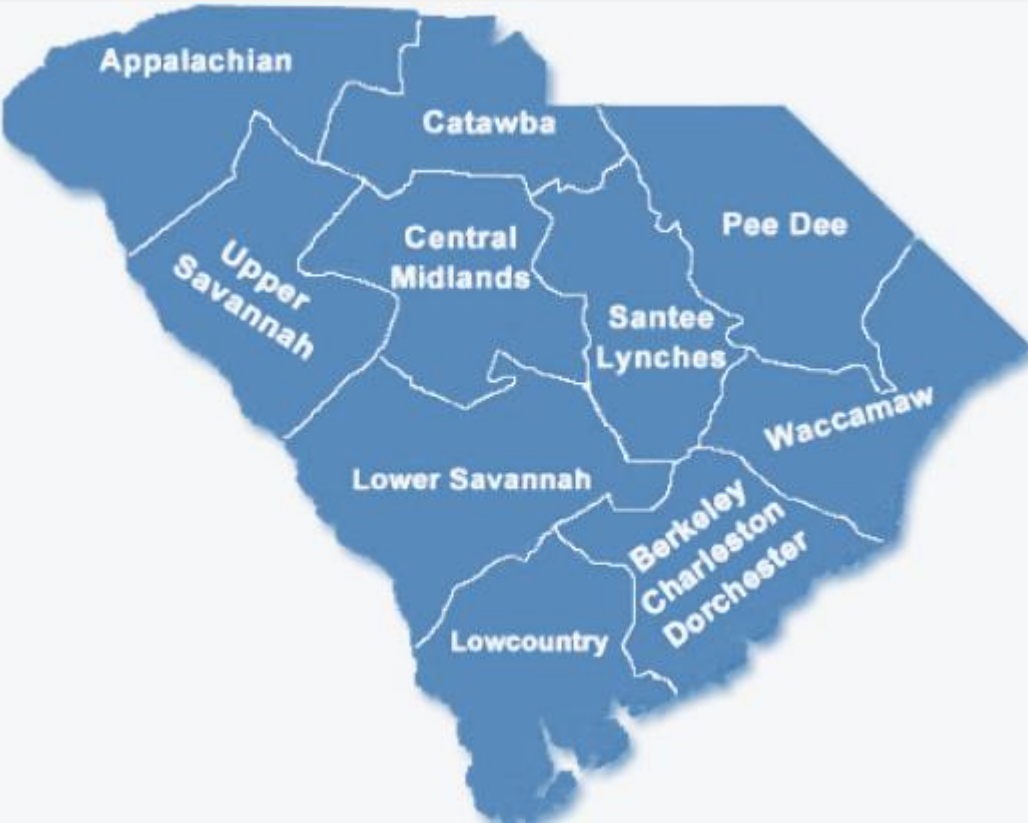 Appalachian
Catawba
Pee Dee
Central
Midlands
Upper
Savannah
Santee
Lynches
Waccamaw
Lower Savannah
Berkeley
Charleston
Dorchester
Lowcountry